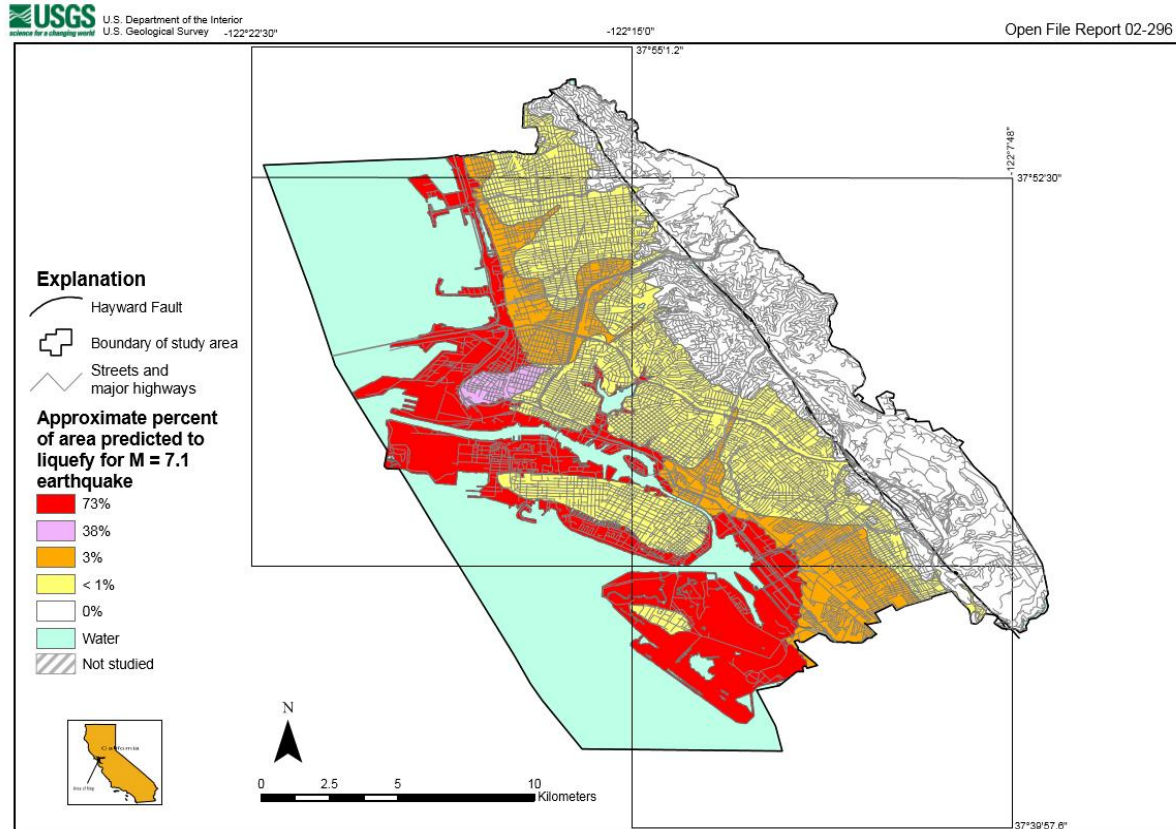 USGS
science for a changing world
U.S. Department of the Interior
U.S. Geological Survey
-122°22'30"
-122°15'0"
Open File Report 02-296
37°55'1.2"
-122°7'48"
37°52'30"
Explanation
Hayward Fault
Boundary of study area
Streets and
major highways
Approximate percent
of area predicted to
liquefy for M = 7.1
earthquake
73%
38%
3%
< 1%
0%
Water
Not studied
California
Area of Map
N
0 2.5 5 10
Kilometers
37°39'57.6"